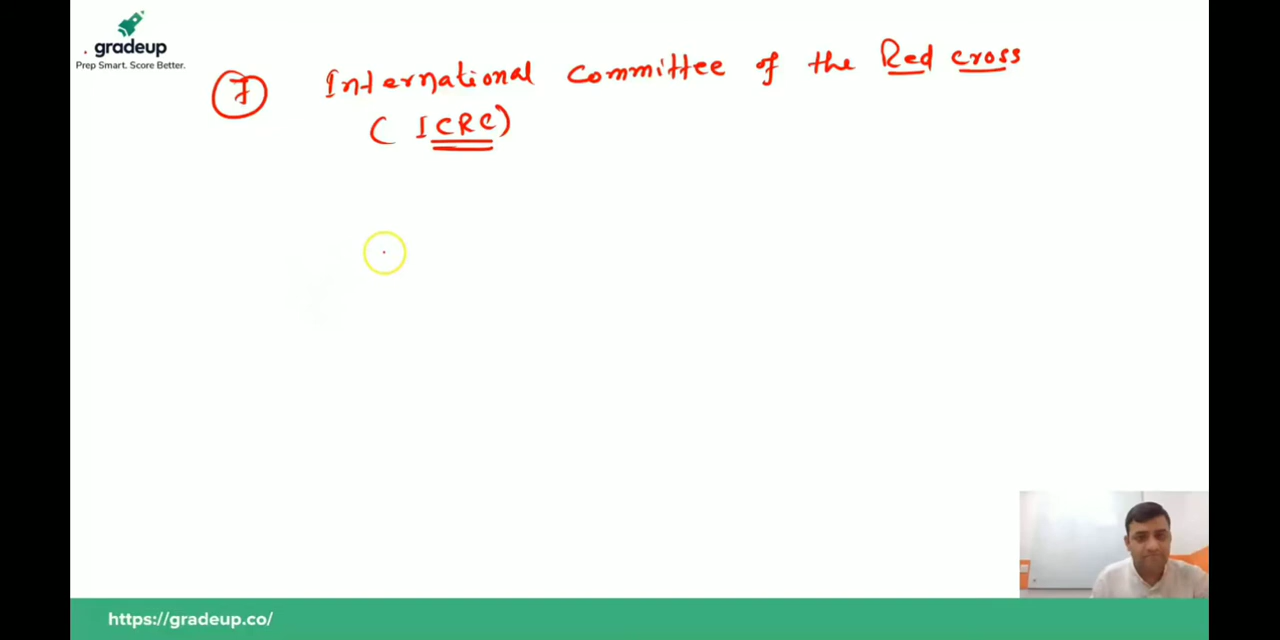 gradeup
Prep Smart. Score Better.
7 International Committee of the Red cross
( ICRC)
https://gradeup.co/